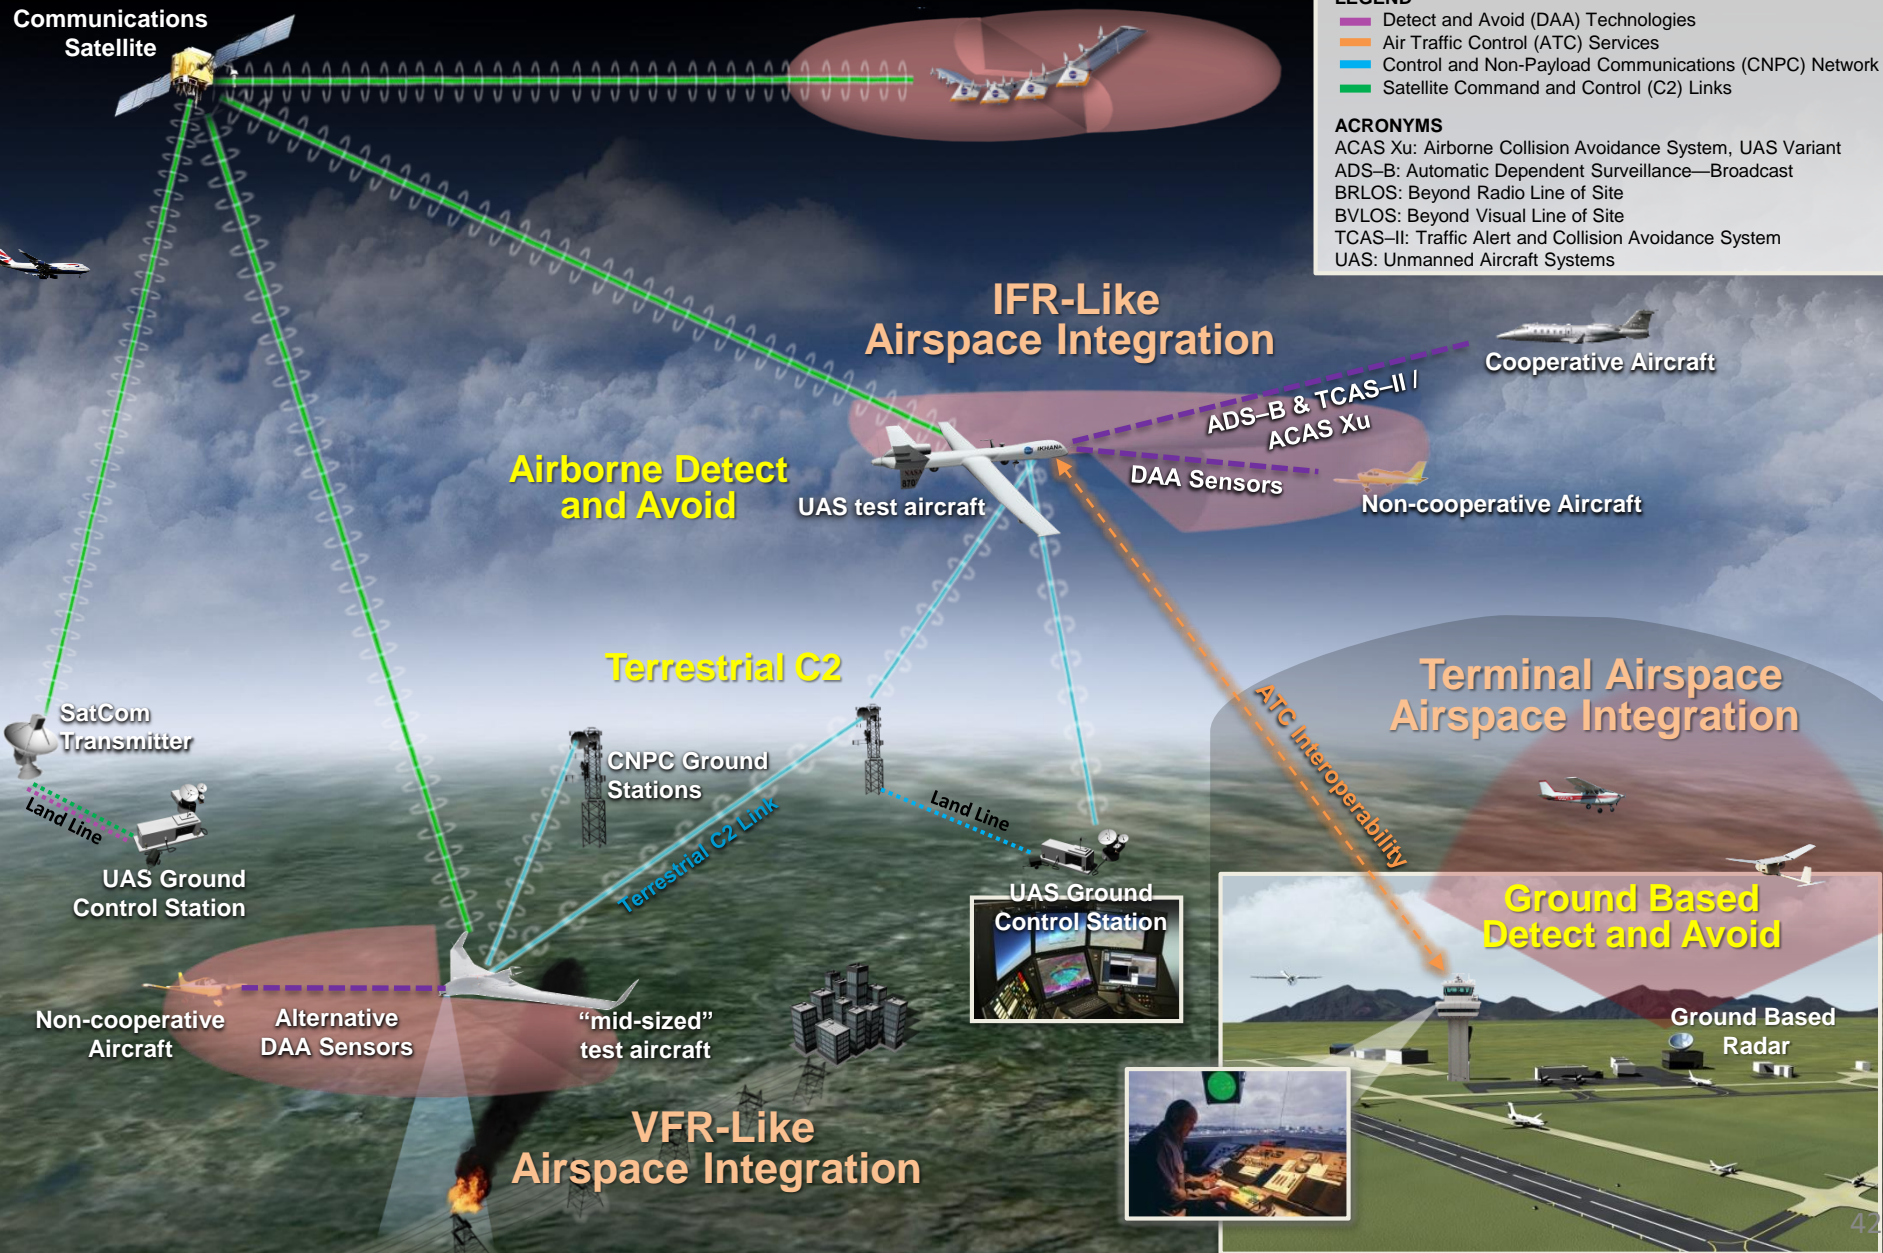 Communications
Satellite
LEGEND
Detect and Avoid (DAA) Technologies
Air Traffic Control (ATC) Services
Control and Non-Payload Communications (CNPC) Network
Satellite Command and Control (C2) Links
ACRONYMS
ACAS Xu: Airborne Collision Avoidance System, UAS Variant
ADS–B: Automatic Dependent Surveillance—Broadcast
BRLOS: Beyond Radio Line of Site
BVLOS: Beyond Visual Line of Site
TCAS–II: Traffic Alert and Collision Avoidance System
UAS: Unmanned Aircraft Systems
IFR-Like
Airspace Integration
Cooperative Aircraft
ADS–B & TCAS–II /
ACAS Xu
IKHANA
NASA
870
DAA Sensors
Non-cooperative Aircraft
Airborne Detect
and Avoid
UAS test aircraft
Terrestrial C2
Terminal Airspace
Airspace Integration
ATC Interoperability
SatCom
Transmitter
CNPC Ground
Stations
Land Line
Land Line
Terrestrial C2 Link
UAS Ground
Control Station
UAS Ground
Control Station
Ground Based
Detect and Avoid
Non-cooperative
Aircraft
Alternative
DAA Sensors
“mid-sized”
test aircraft
Ground Based
Radar
VFR-Like
Airspace Integration
42